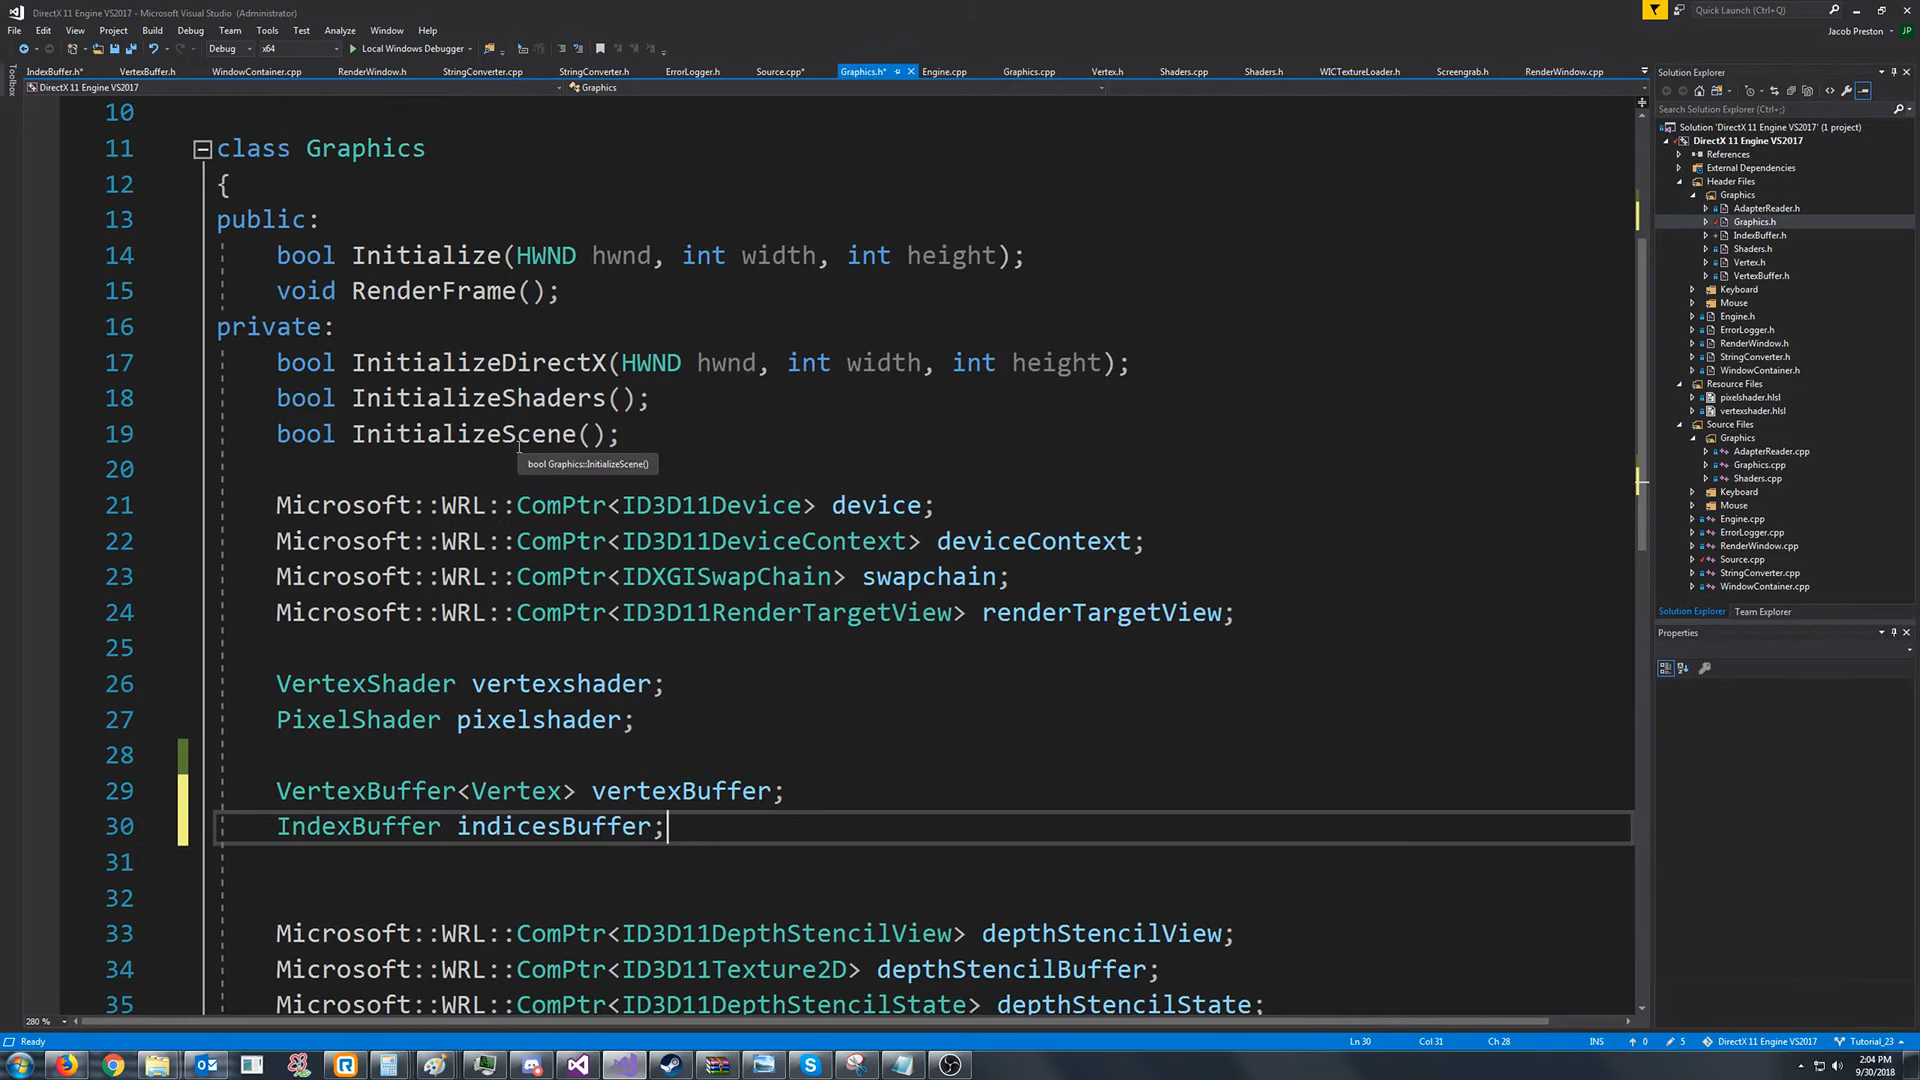 DirectX 11 Engine VS2017 - Microsoft Visual Studio (Administrator)
Quick Launch (Ctrl+Q)
File Edit View Project Build Debug Team Tools Test Analyze Window Help
Jacob Preston JP
Debug x64 Local Windows Debugger
Toolbox
IndexBuffer.h* VertexBuffer.h WindowContainer.cpp RenderWindow.h StringConverter.cpp StringConverter.h ErrorLogger.h Source.cpp* Graphics.h* Engine.cpp Graphics.cpp Vertex.h Shaders.cpp Shaders.h WICTextureLoader.h Screengrab.h RenderWindow.cpp
DirectX 11 Engine VS2017 Graphics
10
11 class Graphics
12 {
13 public:
14 bool Initialize(HWND hwnd, int width, int height);
15 void RenderFrame();
16 private:
17 bool InitializeDirectX(HWND hwnd, int width, int height);
18 bool InitializeShaders();
19 bool InitializeScene();
bool Graphics::InitializeScene()
20
21 Microsoft::WRL::ComPtr<ID3D11Device> device;
22 Microsoft::WRL::ComPtr<ID3D11DeviceContext> deviceContext;
23 Microsoft::WRL::ComPtr<IDXGISwapChain> swapchain;
24 Microsoft::WRL::ComPtr<ID3D11RenderTargetView> renderTargetView;
25
26 VertexShader vertexshader;
27 PixelShader pixelshader;
28
29 VertexBuffer<Vertex> vertexBuffer;
30 IndexBuffer indicesBuffer;
31
32
33 Microsoft::WRL::ComPtr<ID3D11DepthStencilView> depthStencilView;
34 Microsoft::WRL::ComPtr<ID3D11Texture2D> depthStencilBuffer;
35 Microsoft::WRL::ComPtr<ID3D11DepthStencilState> depthStencilState;
280 %
Solution Explorer
Search Solution Explorer (Ctrl+;)
Solution 'DirectX 11 Engine VS2017' (1 project)
DirectX 11 Engine VS2017
References
External Dependencies
Header Files
Graphics
AdapterReader.h
Graphics.h
IndexBuffer.h
Shaders.h
Vertex.h
VertexBuffer.h
Keyboard
Mouse
Engine.h
ErrorLogger.h
RenderWindow.h
StringConverter.h
WindowContainer.h
Resource Files
pixelshader.hlsl
vertexshader.hlsl
Source Files
Graphics
AdapterReader.cpp
Graphics.cpp
Shaders.cpp
Keyboard
Mouse
Engine.cpp
ErrorLogger.cpp
RenderWindow.cpp
Source.cpp
StringConverter.cpp
WindowContainer.cpp
Solution Explorer Team Explorer
Properties
Ready Ln 30 Col 31 Ch 28 INS 0 5 DirectX 11 Engine VS2017 Tutorial_23
2:04 PM
9/30/2018